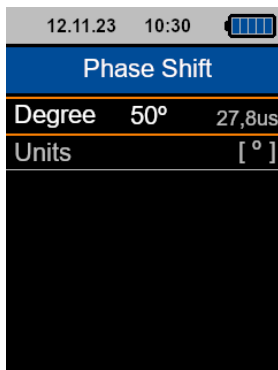 12.11.23 10:30
Phase Shift
Degree 50º 27,8us
Units [ º ]